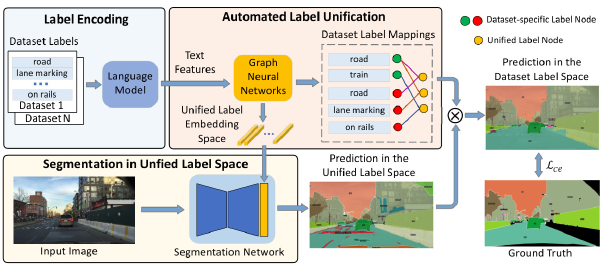 Label Encoding
Dataset Labels
road
lane marking
on rails
Dataset 1
Dataset N
Language
Model
Text
Features
Automated Label Unification
Graph
Neural
Networks
Unified Label
Embedding
Space
Dataset Label Mappings
road
train
road
lane marking
on rails
Dataset-specific Label Node
Unified Label Node
Prediction in the
Dataset Label Space
ℒce
Ground Truth
Segmentation in Unfied Label Space
Input Image
Segmentation Network
Prediction in the
Unified Label Space